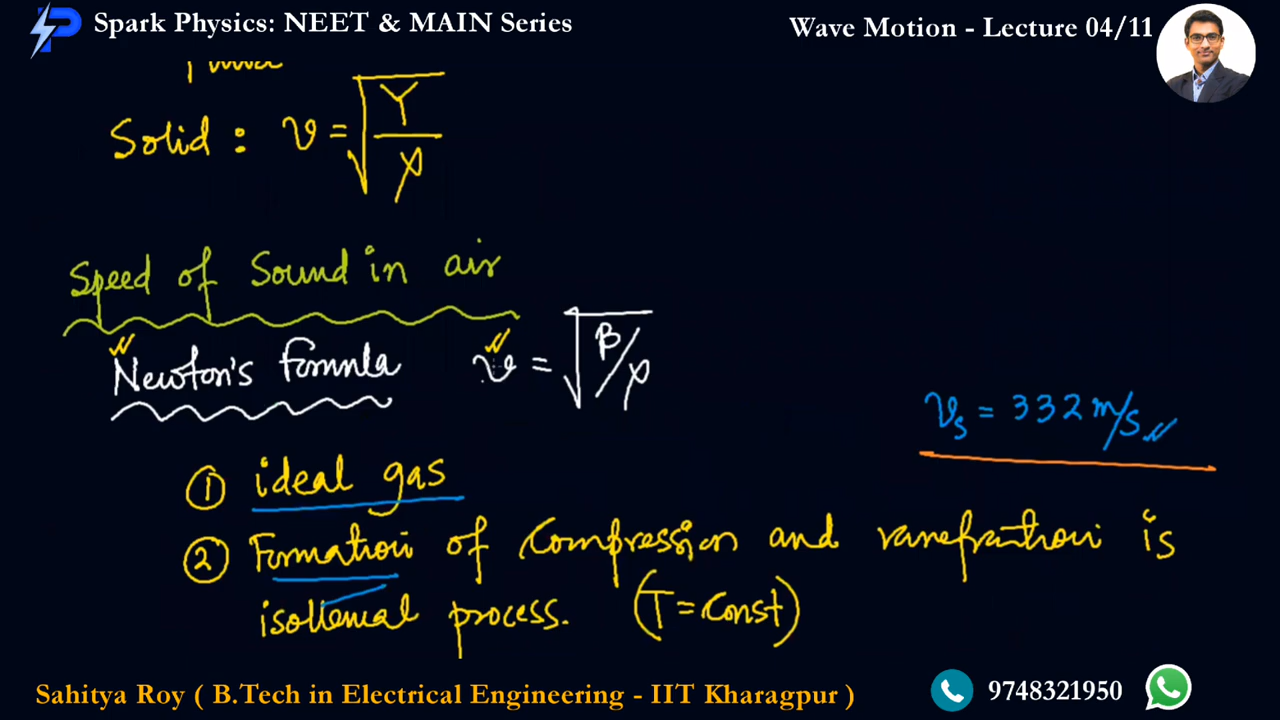 Spark Physics: NEET & MAIN Series
Wave Motion - Lecture 04/11
Solid : v = √Y/ρ
Speed of Sound in air
Newton's formula v = √B/ρ
vs = 332 m/s
① ideal gas
② Formation of compression and rarefraction is
isothermal process. (T = Const)
Sahitya Roy ( B.Tech in Electrical Engineering - IIT Kharagpur )
9748321950